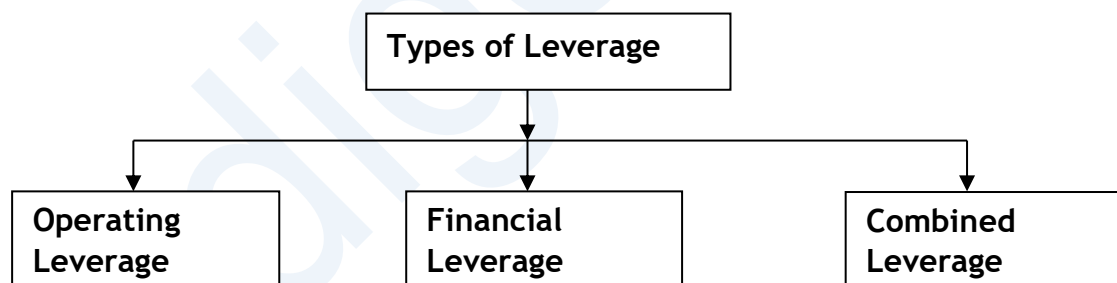 Types of Leverage
Operating
Leverage
Financial
Leverage
Combined
Leverage